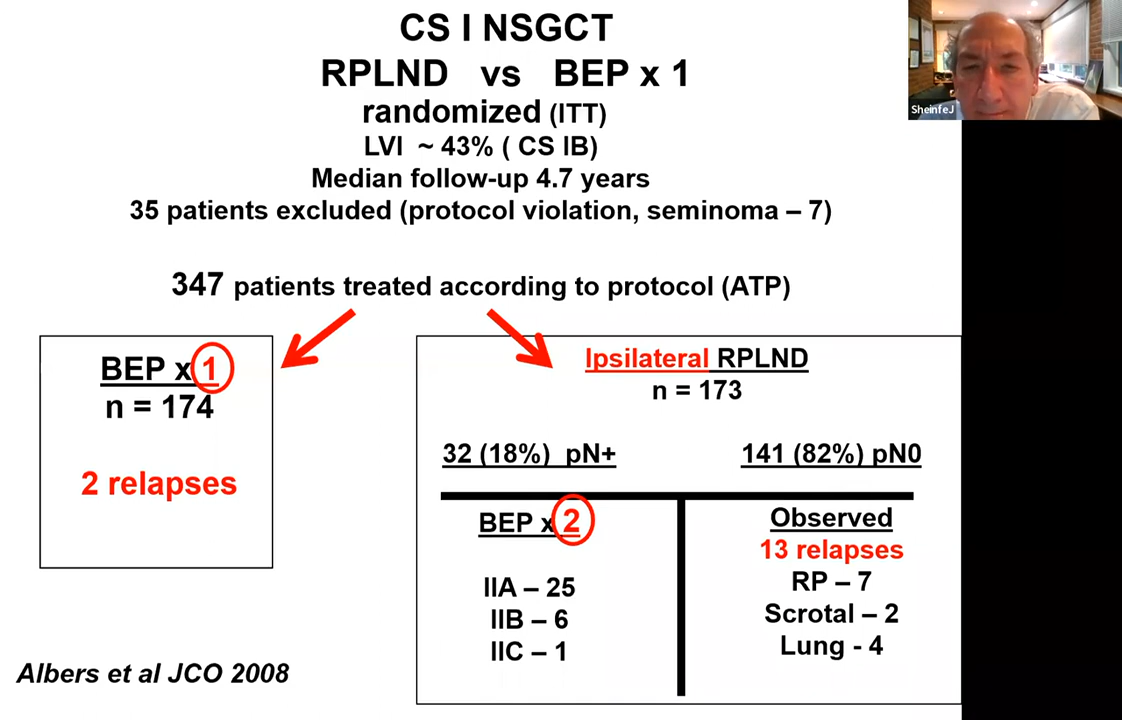 CS I NSGCT
RPLND vs BEP x 1
randomized (ITT)
LVI ~ 43% ( CS IB)
Median follow-up 4.7 years
35 patients excluded (protocol violation, seminoma – 7)
SheinfeJ
347 patients treated according to protocol (ATP)
BEP x 1
n = 174
2 relapses
Ipsilateral RPLND
n = 173
32 (18%) pN+
BEP x 2
IIA – 25
IIB – 6
IIC – 1
141 (82%) pN0
Observed
13 relapses
RP – 7
Scrotal – 2
Lung - 4
Albers et al JCO 2008